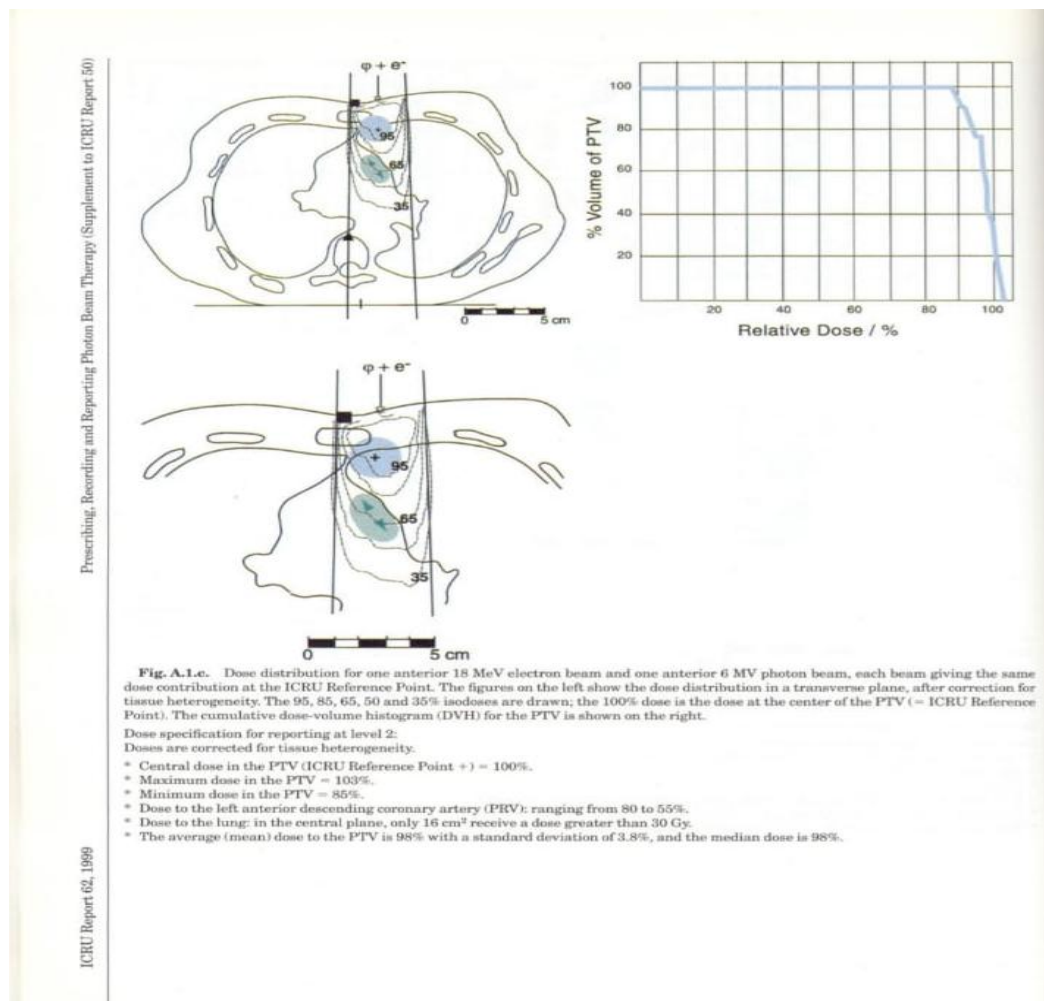 Prescribing, Recording and Reporting Photon Beam Therapy (Supplement to ICRU Report 50)
ICRU Report 62, 1999
φ + e-
95
65
35
0 5 cm
% Volume of PTV
100
80
60
40
20
20 40 60 80 100
Relative Dose / %
φ + e-
95
65
35
0 5 cm
Fig. A.1.c. Dose distribution for one anterior 18 MeV electron beam and one anterior 6 MV photon beam, each beam giving the same
dose contribution at the ICRU Reference Point. The figures on the left show the dose distribution in a transverse plane, after correction for
tissue heterogeneity. The 95, 85, 65, 50 and 35% isodoses are drawn; the 100% dose is the dose at the center of the PTV (= ICRU Reference
Point). The cumulative dose-volume histogram (DVH) for the PTV is shown on the right.
Dose specification for reporting at level 2:
Doses are corrected for tissue heterogeneity.
* Central dose in the PTV (ICRU Reference Point +) = 100%.
* Maximum dose in the PTV = 103%.
* Minimum dose in the PTV = 85%.
* Dose to the left anterior descending coronary artery (PRV): ranging from 80 to 55%.
* Dose to the lung: in the central plane, only 16 cm² receive a dose greater than 30 Gy.
* The average (mean) dose to the PTV is 98% with a standard deviation of 3.8%, and the median dose is 98%.